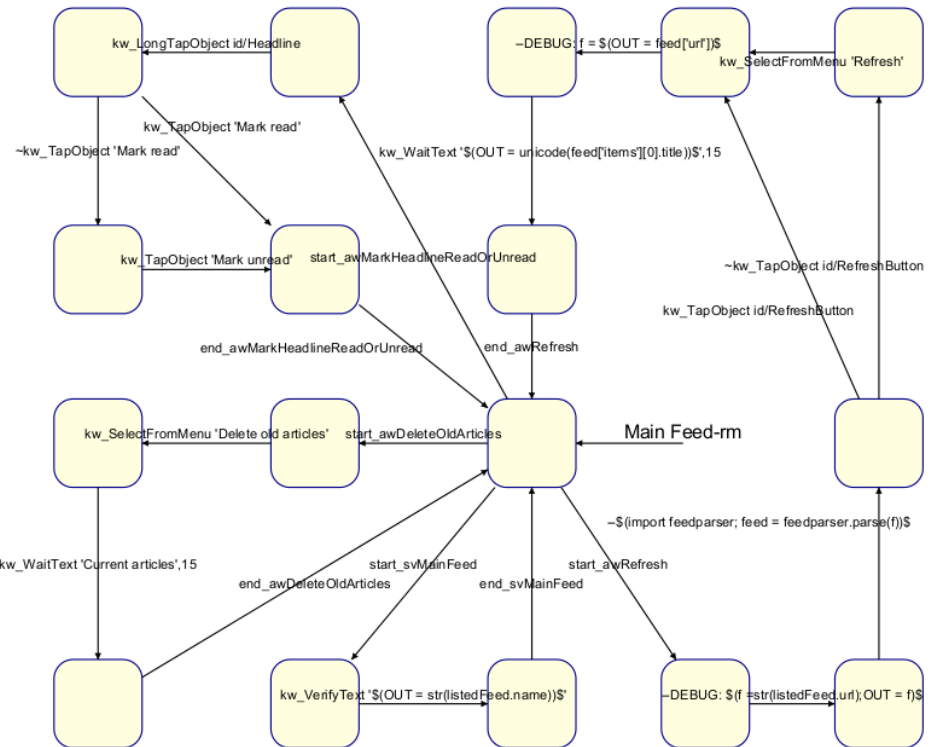 kw_LongTapObject id/Headline
--DEBUG: f = $(OUT = feed['url'])$
kw_SelectFromMenu 'Refresh'
kw_TapObject 'Mark read'
~kw_TapObject 'Mark read'
kw_WaitText '$(OUT = unicode(feed['items'][0].title))$',15
kw_TapObject 'Mark unread'
start_awMarkHeadlineReadOrUnread
~kw_TapObject id/RefreshButton
kw_TapObject id/RefreshButton
end_awMarkHeadlineReadOrUnread
end_awRefresh
kw_SelectFromMenu 'Delete old articles'
start_awDeleteOldArticles
Main Feed-rm
--$(import feedparser; feed = feedparser.parse(f))$
kw_WaitText 'Current articles',15
start_svMainFeed
start_awRefresh
end_awDeleteOldArticles
end_svMainFeed
kw_VerifyText '$(OUT = str(listedFeed.name))$'
--DEBUG: $(f =str(listedFeed.url);OUT = f)$